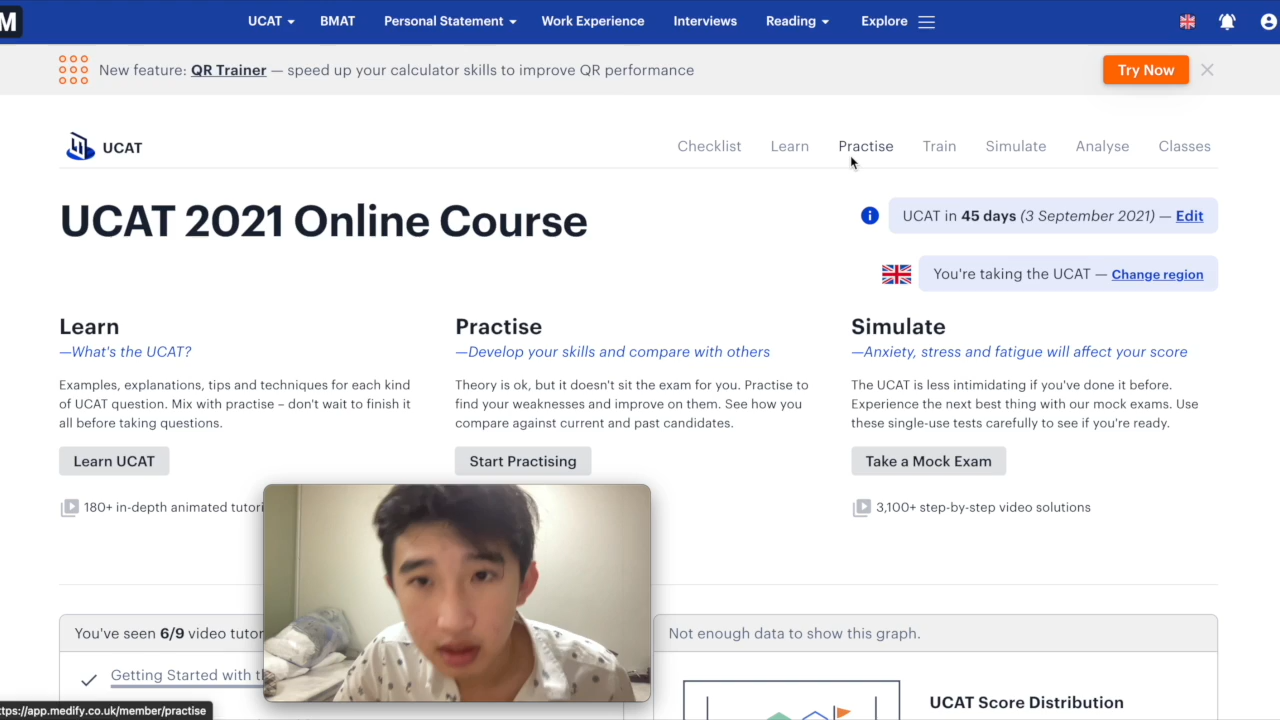 M UCAT BMAT Personal Statement Work Experience Interviews Reading Explore
New feature: QR Trainer — speed up your calculator skills to improve QR performance Try Now
UCAT Checklist Learn Practise Train Simulate Analyse Classes
UCAT 2021 Online Course
UCAT in 45 days (3 September 2021) — Edit
You're taking the UCAT — Change region
Learn
—What's the UCAT?
Examples, explanations, tips and techniques for each kind
of UCAT question. Mix with practise – don't wait to finish it
all before taking questions.
Learn UCAT
180+ in-depth animated tutori
Practise
—Develop your skills and compare with others
Theory is ok, but it doesn't sit the exam for you. Practise to
find your weaknesses and improve on them. See how you
compare against current and past candidates.
Start Practising
Simulate
—Anxiety, stress and fatigue will affect your score
The UCAT is less intimidating if you've done it before.
Experience the next best thing with our mock exams. Use
these single-use tests carefully to see if you're ready.
Take a Mock Exam
3,100+ step-by-step video solutions
You've seen 6/9 video tutor
Getting Started with t
Not enough data to show this graph.
UCAT Score Distribution
ttps://app.medify.co.uk/member/practise